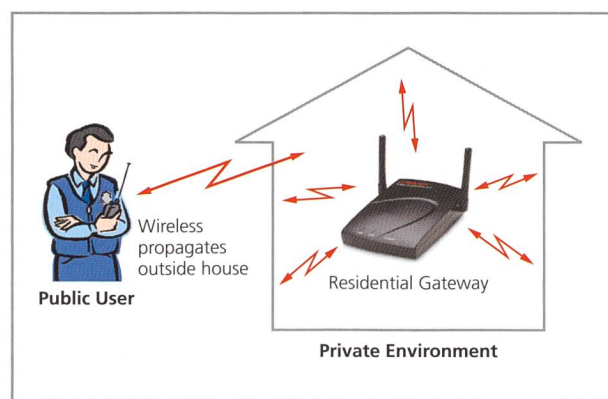 Wireless
propagates
outside house
Public User
Residential Gateway
Private Environment